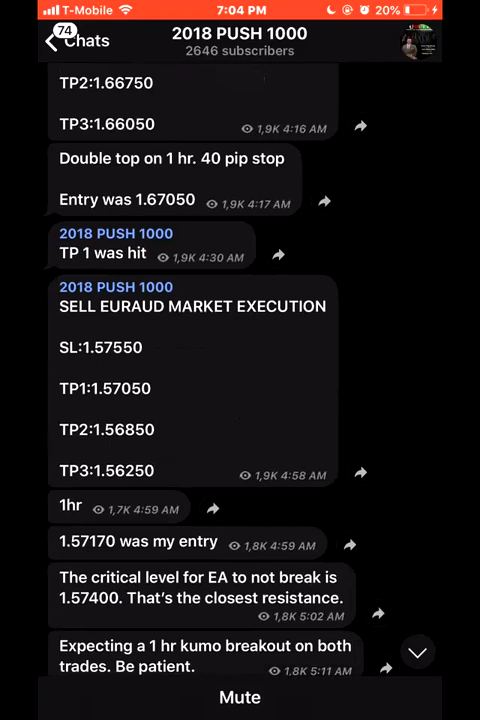 T-Mobile 7:04 PM 20%
74
Chats
2018 PUSH 1000
2646 subscribers
TP2:1.66750
TP3:1.66050
1,9K 4:16 AM
Double top on 1 hr. 40 pip stop
Entry was 1.67050 1,9K 4:17 AM
2018 PUSH 1000
TP 1 was hit 1,9K 4:30 AM
2018 PUSH 1000
SELL EURAUD MARKET EXECUTION
SL:1.57550
TP1:1.57050
TP2:1.56850
TP3:1.56250
1,9K 4:58 AM
1hr 1,7K 4:59 AM
1.57170 was my entry 1,8K 4:59 AM
The critical level for EA to not break is
1.57400. That’s the closest resistance.
1,8K 5:02 AM
Expecting a 1 hr kumo breakout on both
trades. Be patient. 1,8K 5:11 AM
Mute